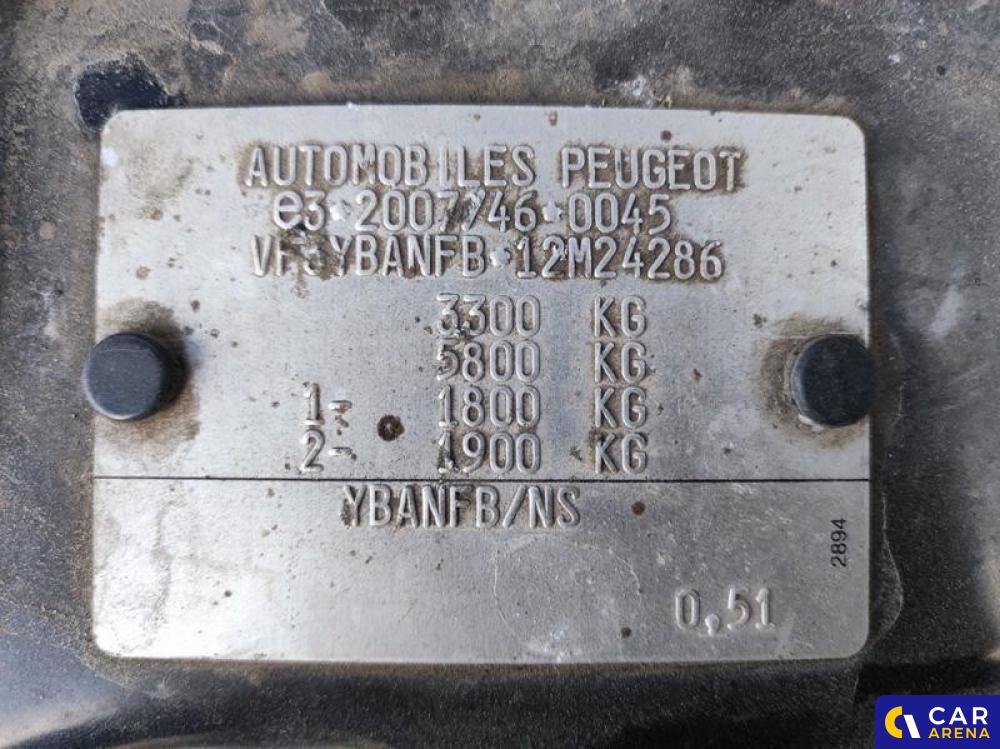 AUTOMOBILES PEUGEOT
e3*2007/46*0045
VF3YBANFB*12M24286
3300 KG
5800 KG
1- 1800 KG
2- 1900 KG
YBANFB/NS
2894
0,51
CAR
ARENA